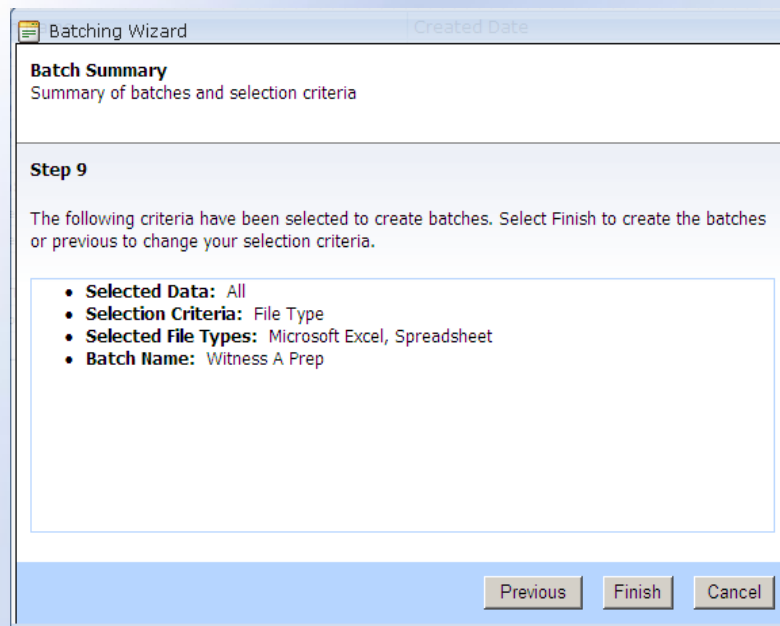 Batching Wizard
Created Date
Batch Summary
Summary of batches and selection criteria
Step 9
The following criteria have been selected to create batches. Select Finish to create the batches
or previous to change your selection criteria.
• Selected Data: All
• Selection Criteria: File Type
• Selected File Types: Microsoft Excel, Spreadsheet
• Batch Name: Witness A Prep
Previous
Finish
Cancel